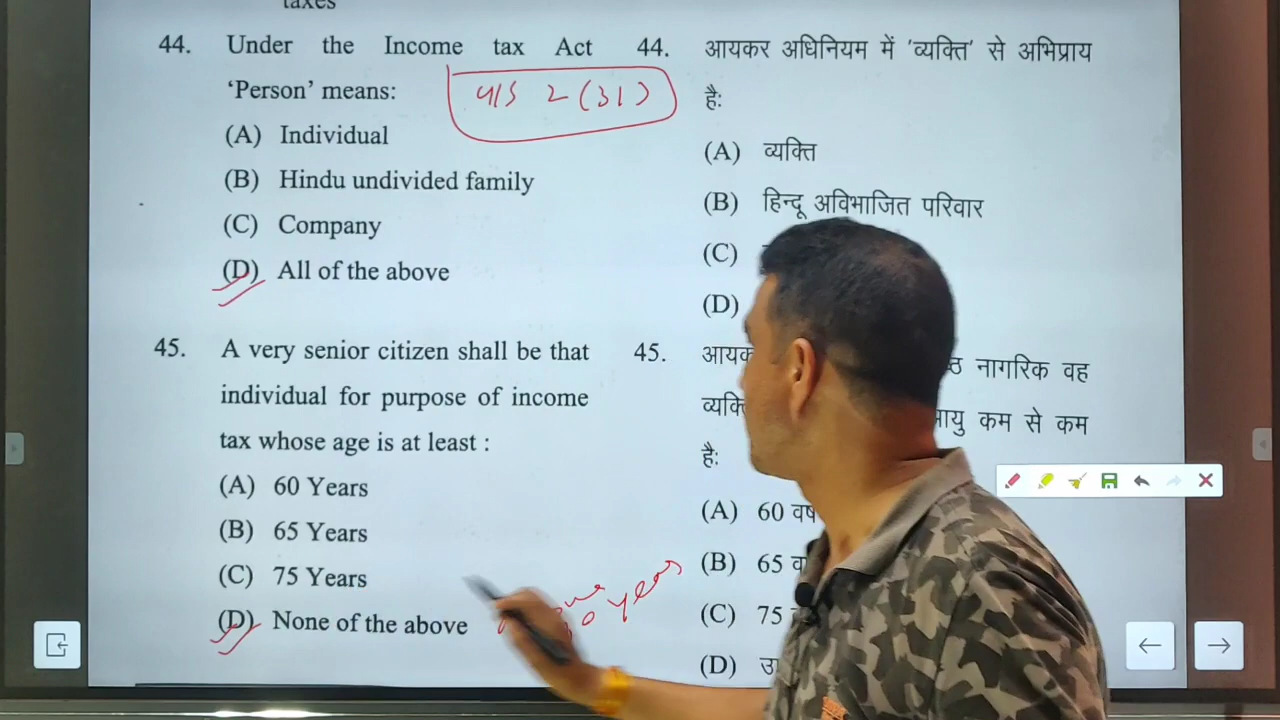 taxes
44. Under the Income tax Act
'Person' means:
u/s 2 (31)
(A) Individual
(B) Hindu undivided family
(C) Company
(D) All of the above
45. A very senior citizen shall be that
individual for purpose of income
tax whose age is at least :
(A) 60 Years
(B) 65 Years
(C) 75 Years
(D) None of the above
years
44. आयकर अधिनियम में 'व्यक्ति' से अभिप्राय
है:
(A) व्यक्ति
(B) हिन्दू अविभाजित परिवार
(C)
(D)
45. नागरिक वह
कम से कम
है:
(A) 60 वर्ष
(B) 65
(C) 75
(D)